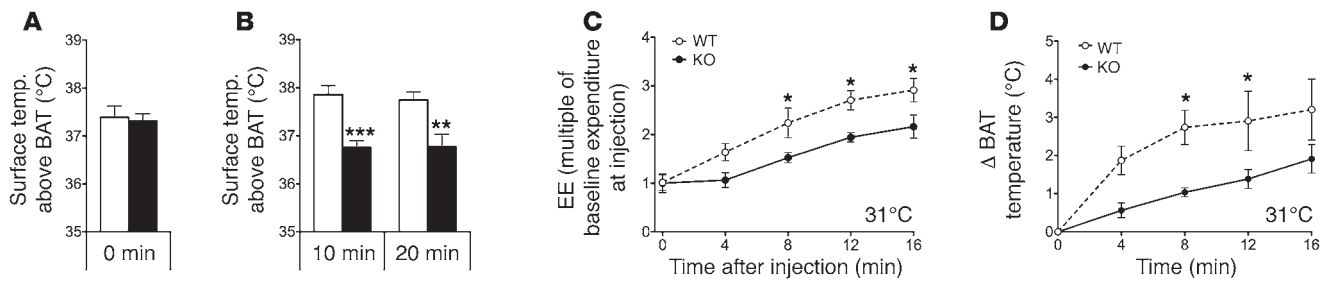 A
Surface temp.
above BAT (°C)
39
38
37
36
35
0 min
B
Surface temp.
above BAT (°C)
39
38
37
36
35
***
**
10 min
20 min
C
EE (multiple of
baseline expenditure
at injection)
4
3
2
1
0
WT
KO
*
*
*
31°C
0
4
8
12
16
Time after injection (min)
D
Δ BAT
temperature (°C)
5
4
3
2
1
0
WT
KO
*
*
31°C
0
4
8
12
16
Time (min)